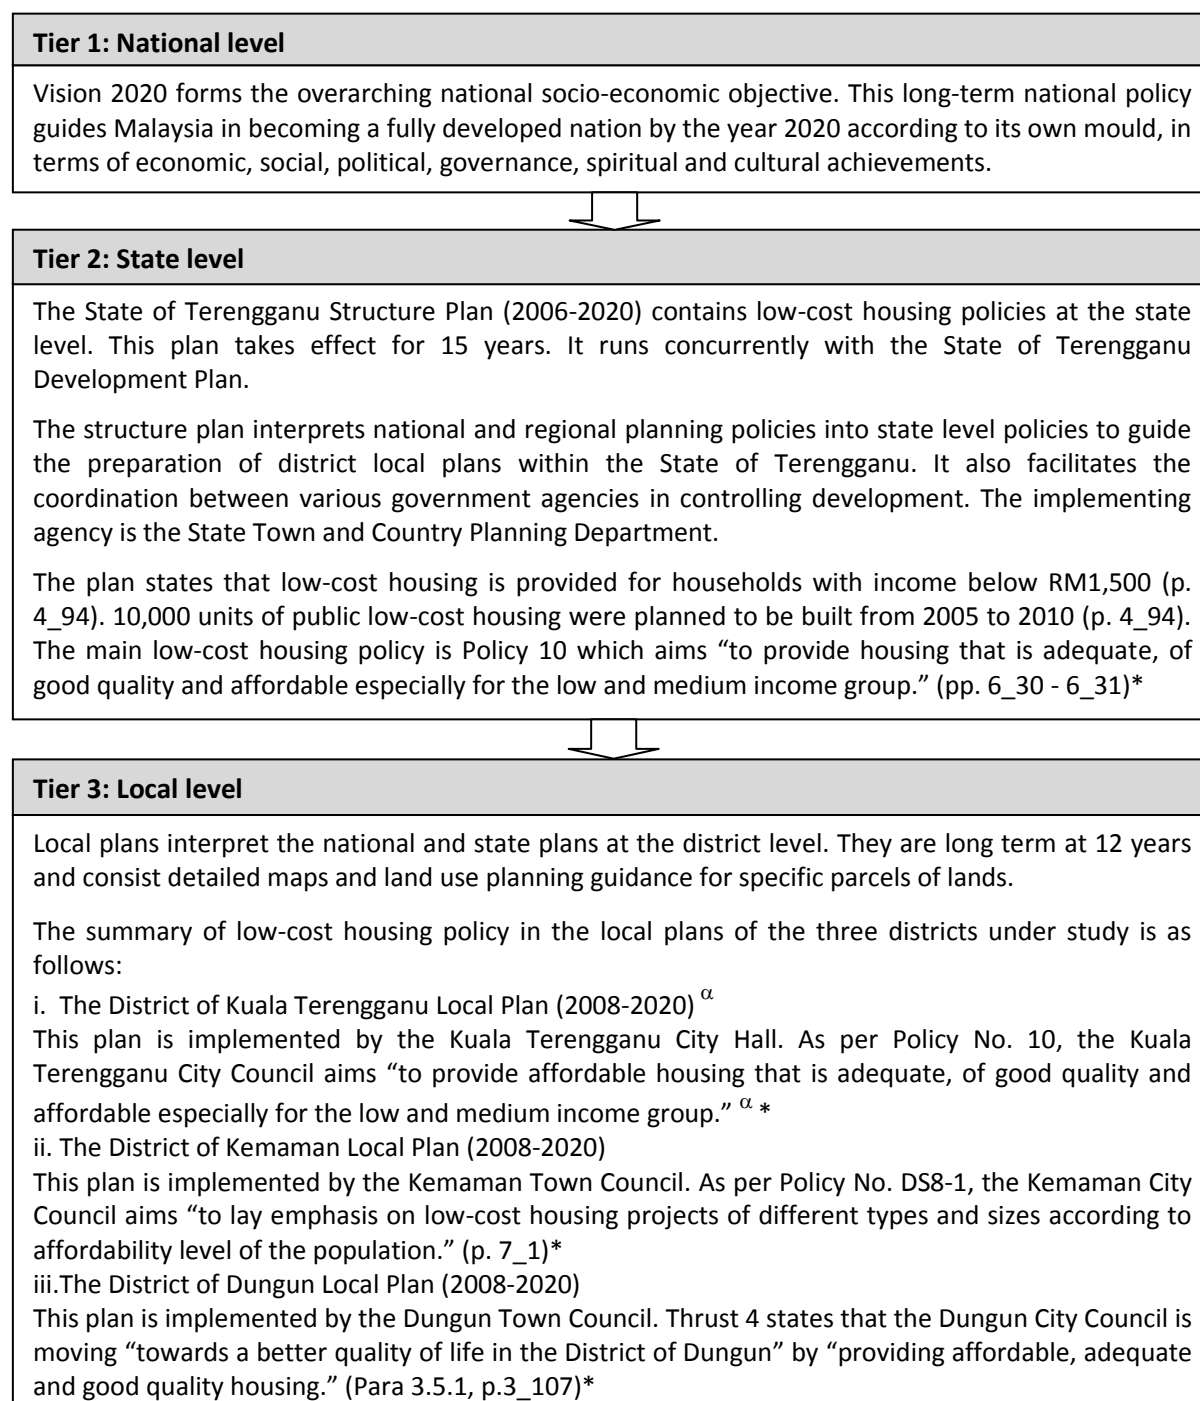 Tier 1: National level
Vision 2020 forms the overarching national socio-economic objective. This long-term national policy
guides Malaysia in becoming a fully developed nation by the year 2020 according to its own mould, in
terms of economic, social, political, governance, spiritual and cultural achievements.
Tier 2: State level
The State of Terengganu Structure Plan (2006-2020) contains low-cost housing policies at the state
level. This plan takes effect for 15 years. It runs concurrently with the State of Terengganu
Development Plan.
The structure plan interprets national and regional planning policies into state level policies to guide
the preparation of district local plans within the State of Terengganu. It also facilitates the
coordination between various government agencies in controlling development. The implementing
agency is the State Town and Country Planning Department.
The plan states that low-cost housing is provided for households with income below RM1,500 (p.
4_94). 10,000 units of public low-cost housing were planned to be built from 2005 to 2010 (p. 4_94).
The main low-cost housing policy is Policy 10 which aims “to provide housing that is adequate, of
good quality and affordable especially for the low and medium income group.” (pp. 6_30 - 6_31)*
Tier 3: Local level
Local plans interpret the national and state plans at the district level. They are long term at 12 years
and consist detailed maps and land use planning guidance for specific parcels of lands.
The summary of low-cost housing policy in the local plans of the three districts under study is as
follows:
i. The District of Kuala Terengganu Local Plan (2008-2020) α
This plan is implemented by the Kuala Terengganu City Hall. As per Policy No. 10, the Kuala
Terengganu City Council aims “to provide affordable housing that is adequate, of good quality and
affordable especially for the low and medium income group.” α *
ii. The District of Kemaman Local Plan (2008-2020)
This plan is implemented by the Kemaman Town Council. As per Policy No. DS8-1, the Kemaman City
Council aims “to lay emphasis on low-cost housing projects of different types and sizes according to
affordability level of the population.” (p. 7_1)*
iii.The District of Dungun Local Plan (2008-2020)
This plan is implemented by the Dungun Town Council. Thrust 4 states that the Dungun City Council is
moving “towards a better quality of life in the District of Dungun” by “providing affordable, adequate
and good quality housing.” (Para 3.5.1, p.3_107)*